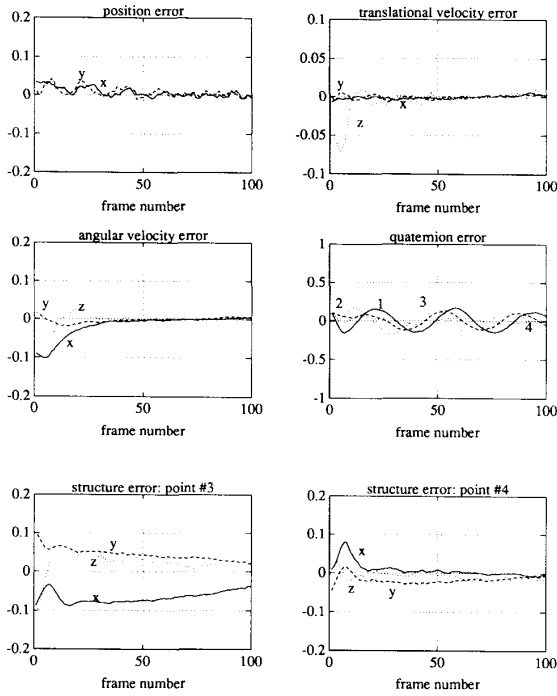 position error
0.2
0.1
0
-0.1
-0.2
y
x
0
50
100
frame number
translational velocity error
0.1
0.05
0
-0.05
-0.1
y
x
z
0
50
100
frame number
angular velocity error
0.2
0.1
0
-0.1
-0.2
y
z
x
0
50
100
frame number
quaternion error
1
0.5
0
-0.5
-1
2
1
3
4
0
50
100
frame number
structure error: point #3
0.2
0.1
0
-0.1
-0.2
y
z
x
0
50
100
frame number
structure error: point #4
0.2
0.1
0
-0.1
-0.2
x
z
y
0
50
100
frame number